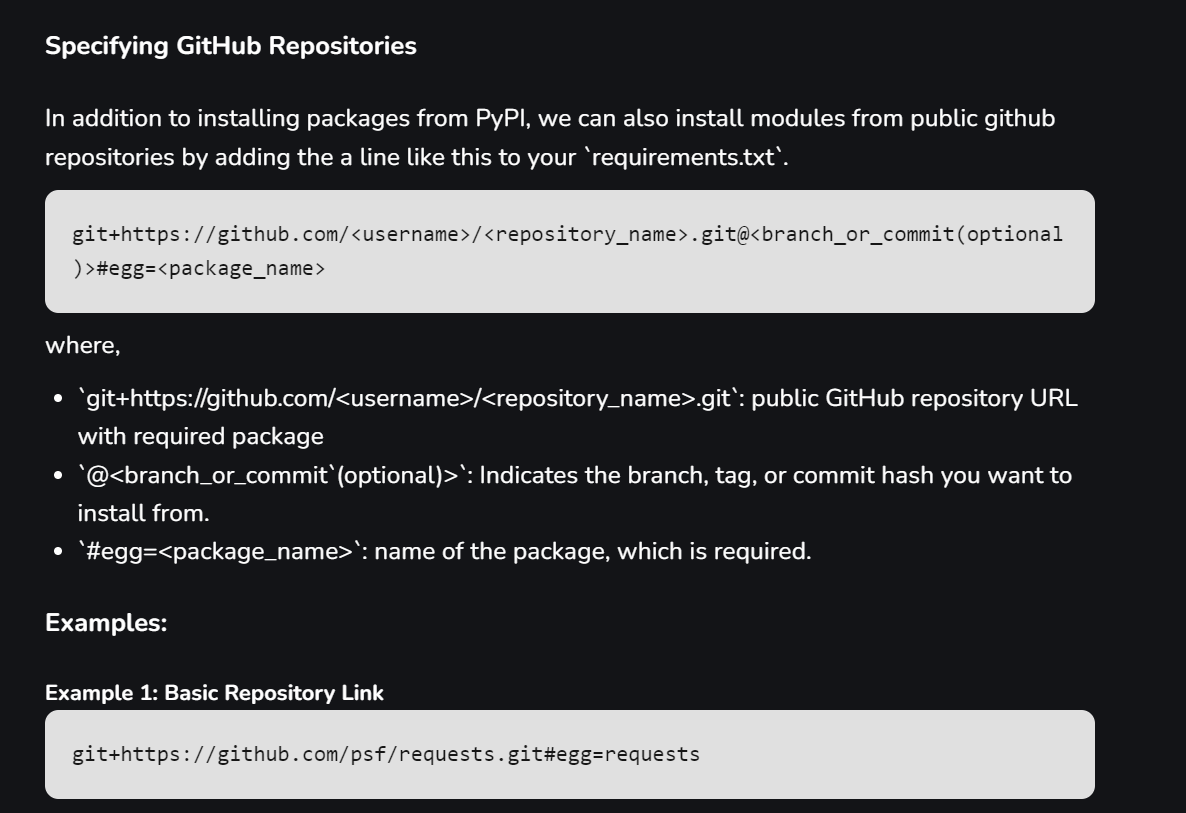 Specifying GitHub Repositories
In addition to installing packages from PyPI, we can also install modules from public github
repositories by adding the a line like this to your `requirements.txt`.
git+https://github.com/<username>/<repository_name>.git@<branch_or_commit(optional
)>#egg=<package_name>
where,
• `git+https://github.com/<username>/<repository_name>.git`: public GitHub repository URL
with required package
• `@<branch_or_commit`(optional)>`: Indicates the branch, tag, or commit hash you want to
install from.
• `#egg=<package_name>`: name of the package, which is required.
Examples:
Example 1: Basic Repository Link
git+https://github.com/psf/requests.git#egg=requests